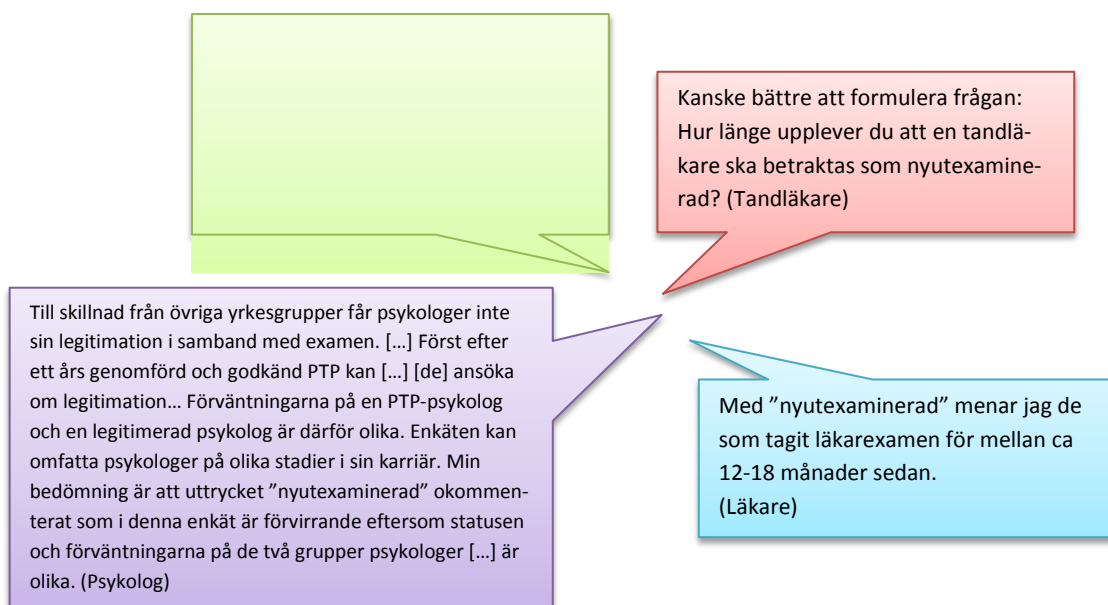 Kanske bättre att formulera frågan:
Hur länge upplever du att en tandlä-
kare ska betraktas som nyutexamine-
rad? (Tandläkare)
Till skillnad från övriga yrkesgrupper får psykologer inte
sin legitimation i samband med examen. […] Först efter
ett års genomförd och godkänd PTP kan […] [de] ansöka
om legitimation… Förväntningarna på en PTP-psykolog
och en legitimerad psykolog är därför olika. Enkäten kan
omfatta psykologer på olika stadier i sin karriär. Min
bedömning är att uttrycket ”nyutexaminerad” okommen-
terat som i denna enkät är förvirrande eftersom statusen
och förväntningarna på de två grupper psykologer […] är
olika. (Psykolog)
Med ”nyutexaminerad” menar jag de
som tagit läkarexamen för mellan ca
12-18 månader sedan.
(Läkare)